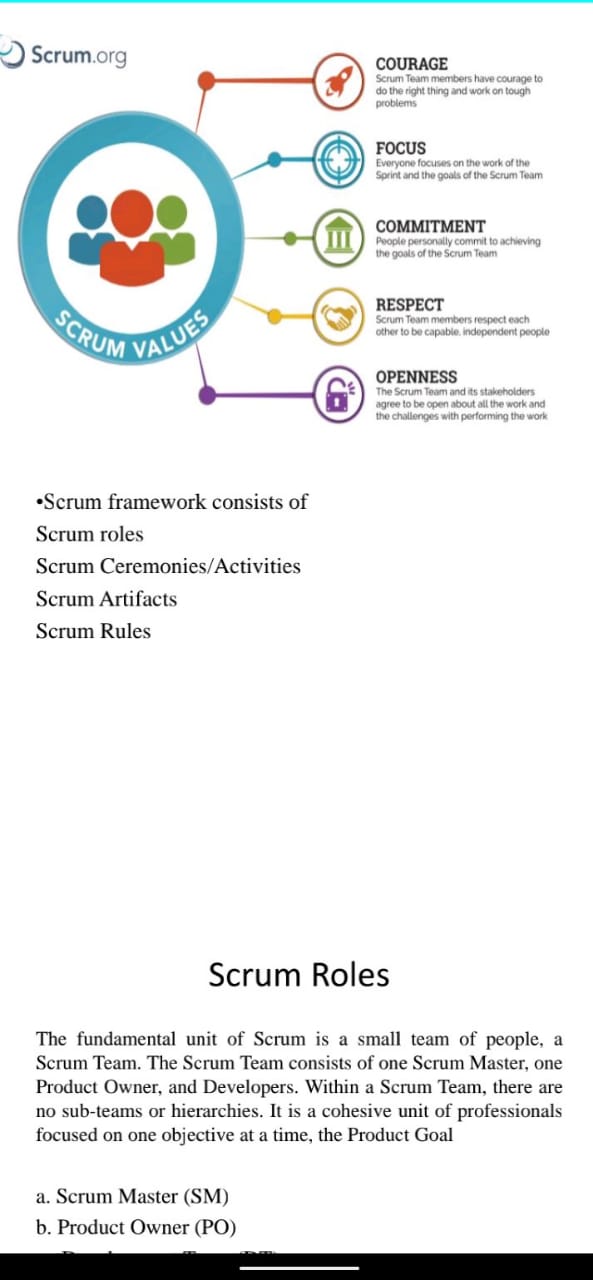 Scrum.org
COURAGE
Scrum Team members have courage to
do the right thing and work on tough
problems
FOCUS
Everyone focuses on the work of the
Sprint and the goals of the Scrum Team
COMMITMENT
People personally commit to achieving
the goals of the Scrum Team
RESPECT
Scrum Team members respect each
other to be capable, independent people
OPENNESS
The Scrum Team and its stakeholders
agree to be open about all the work and
the challenges with performing the work
SCRUM VALUES
•Scrum framework consists of
Scrum roles
Scrum Ceremonies/Activities
Scrum Artifacts
Scrum Rules
Scrum Roles
The fundamental unit of Scrum is a small team of people, a
Scrum Team. The Scrum Team consists of one Scrum Master, one
Product Owner, and Developers. Within a Scrum Team, there are
no sub-teams or hierarchies. It is a cohesive unit of professionals
focused on one objective at a time, the Product Goal
a. Scrum Master (SM)
b. Product Owner (PO)